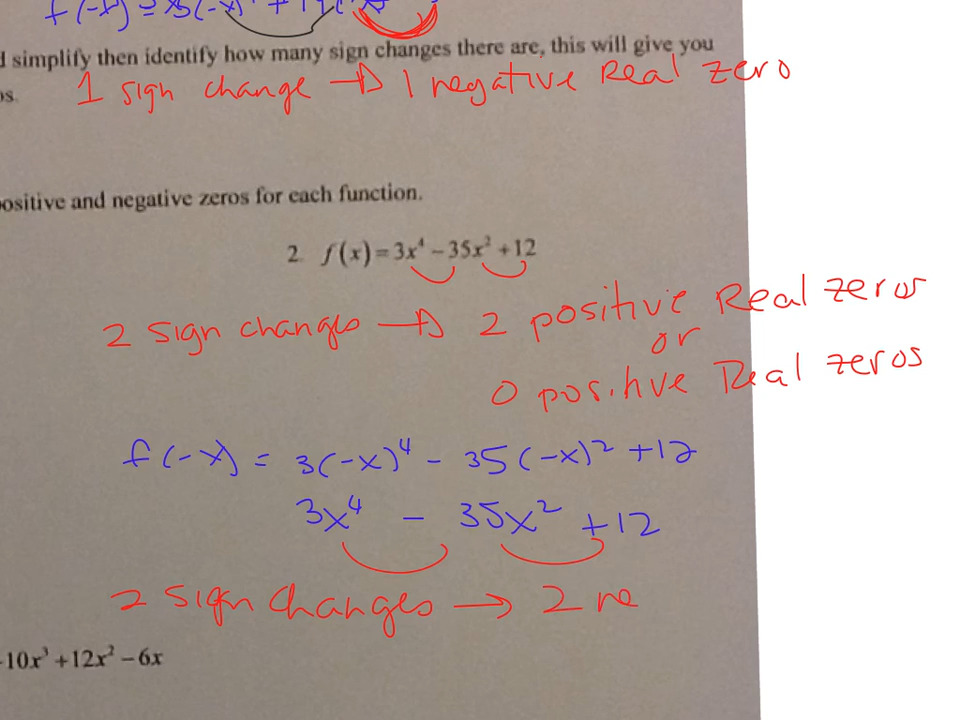 f(-x) =
simplify then identify how many sign changes there are, this will give you
1 sign change → 1 negative Real zero
positive and negative zeros for each function.
2. f(x) = 3x⁴ − 35x² + 12
2 sign changes → 2 positive Real zeros
or
0 positive Real zeros
f(-x) = 3(-x)⁴ - 35(-x)² + 12
3x⁴ - 35x² + 12
2 sign changes → 2 ne
-10x³ + 12x² − 6x